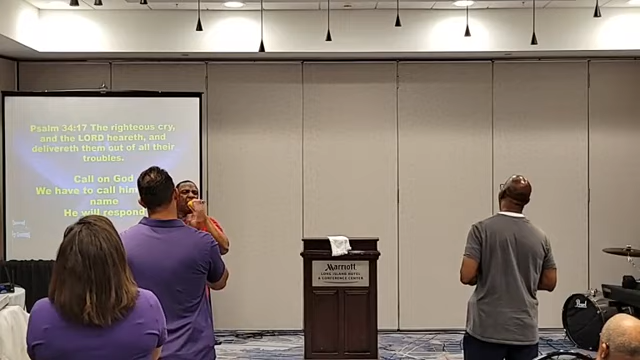 Psalm 34:17 The righteous cry,
and the LORD heareth, and
delivereth them out of all their
troubles.
Call on God
We have to call him
name
He will respond
Marriott
LONG ISLAND HOTEL
& CONFERENCE CENTER
Pearl